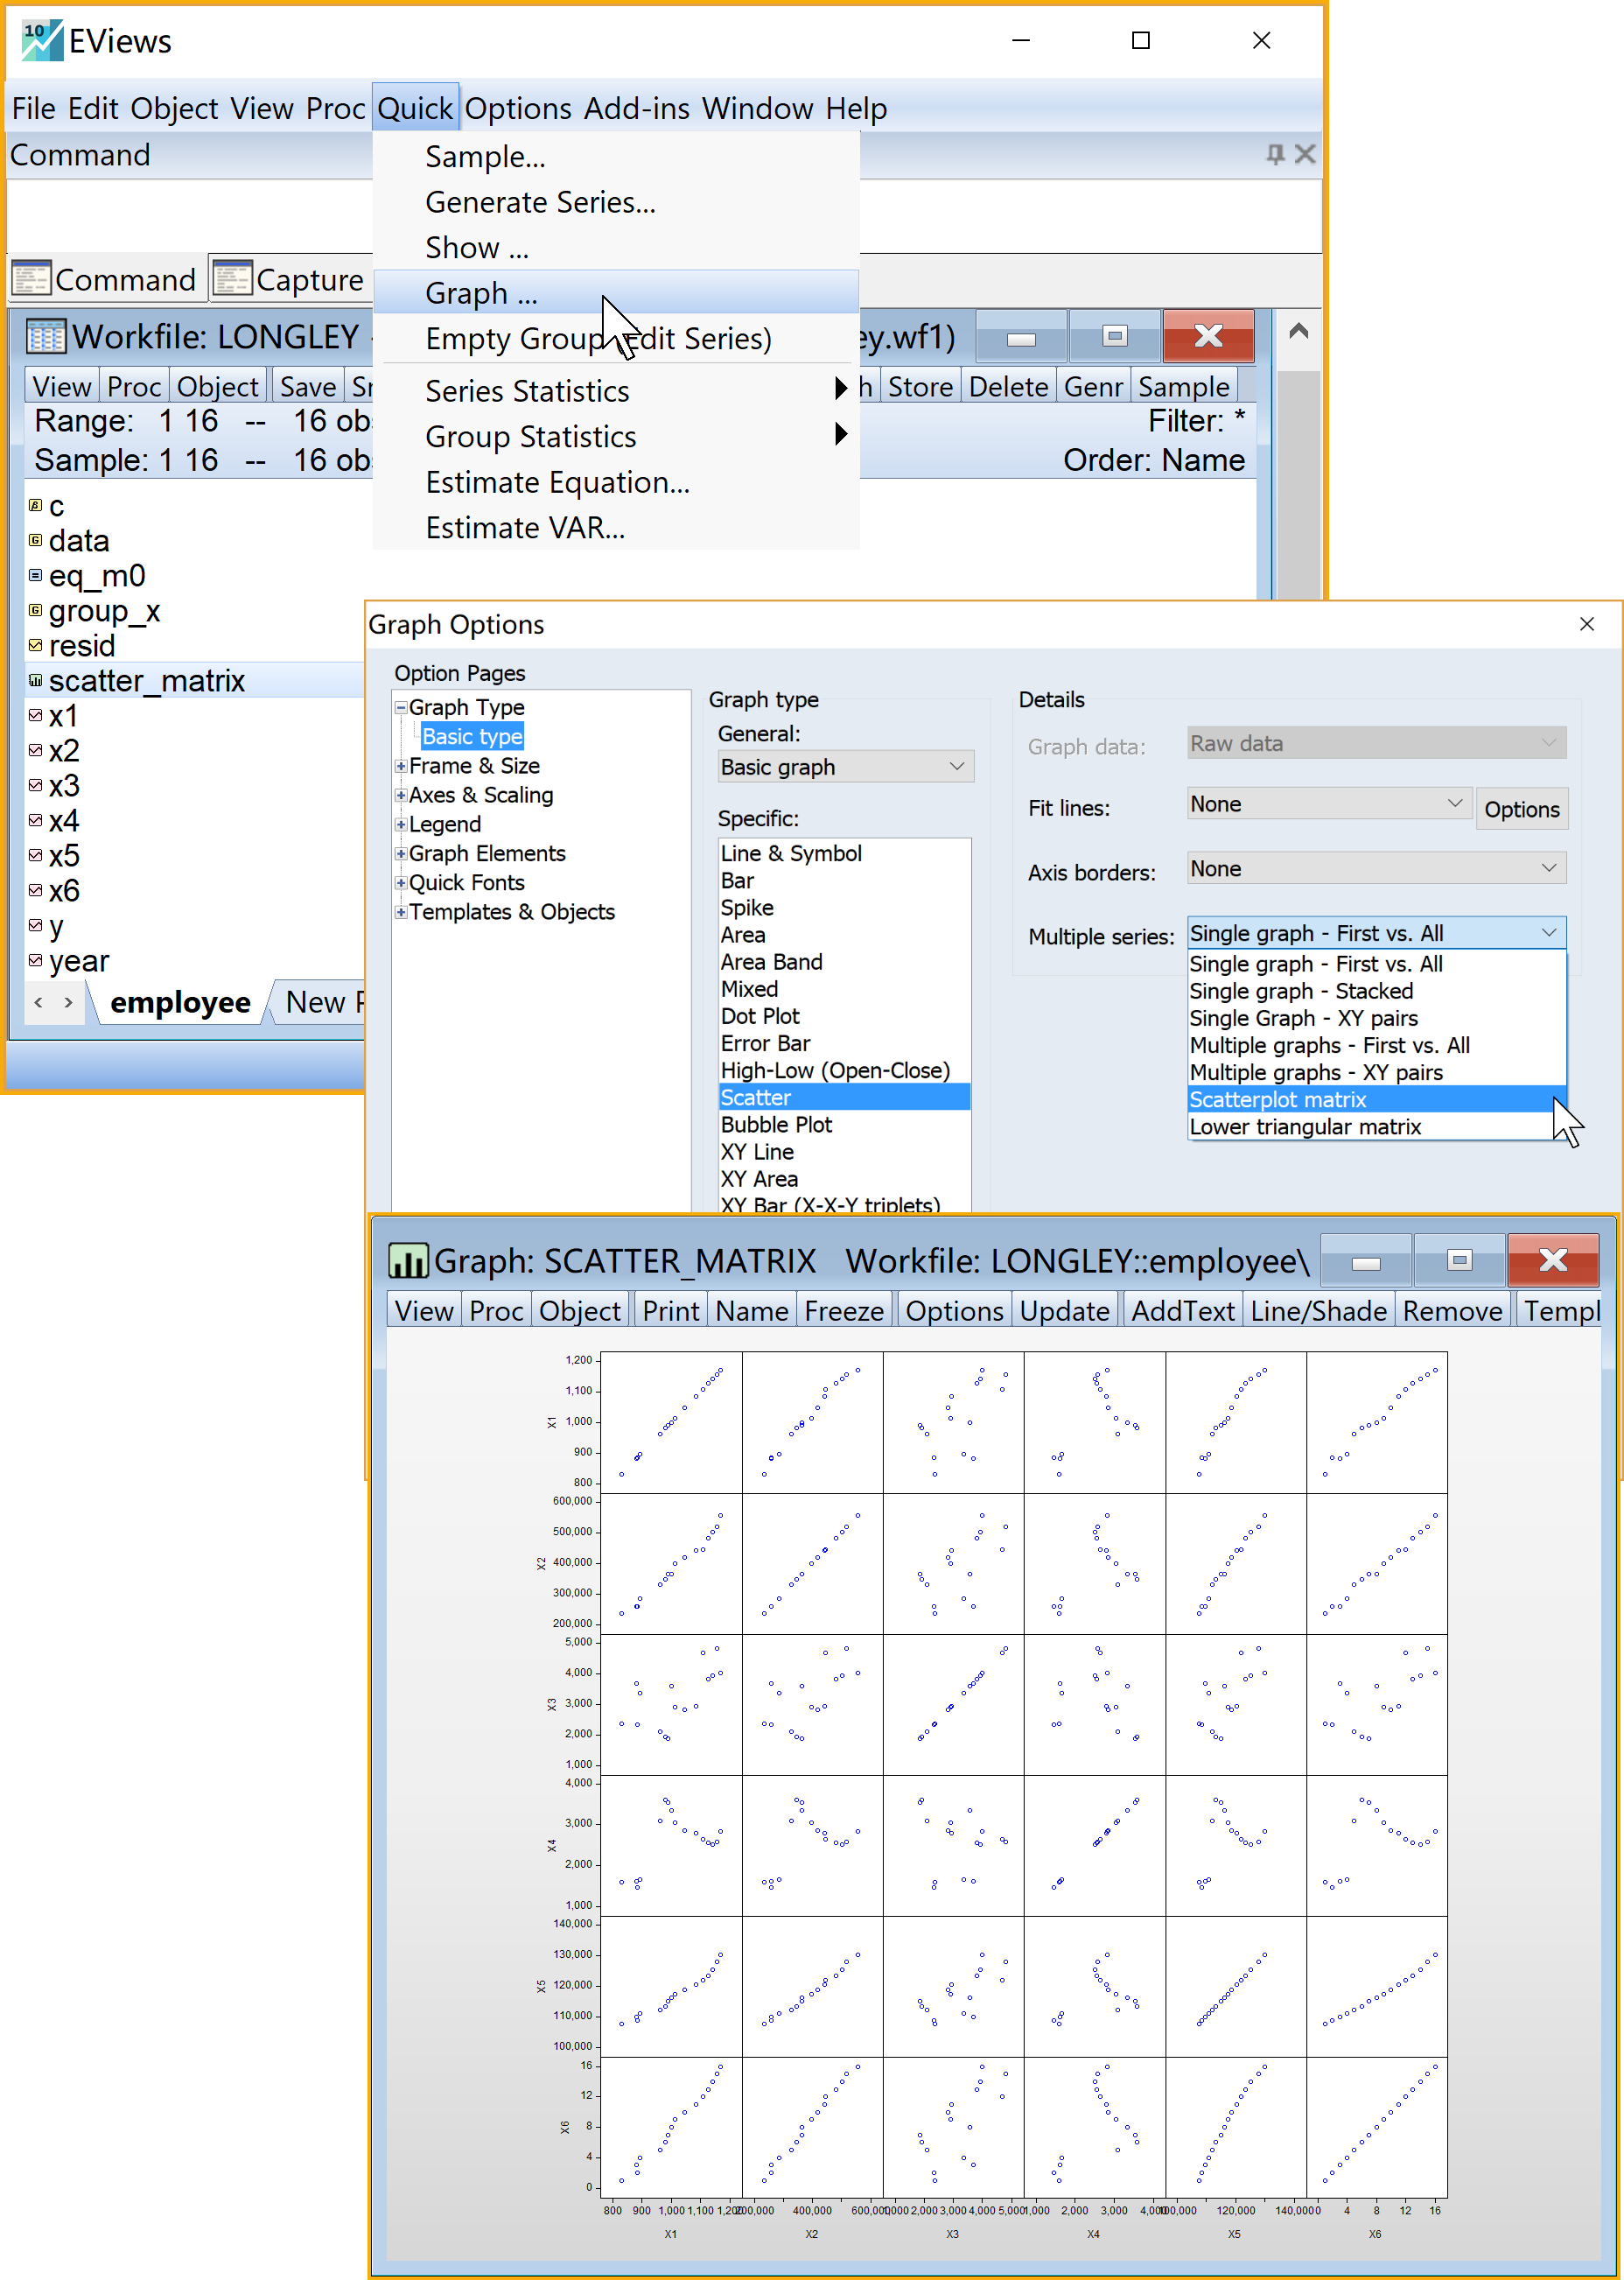 10 EViews
File Edit Object View Proc Quick Options Add-ins Window Help
Command
Sample...
Generate Series...
Show ...
Graph ...
Empty Group (Edit Series)
Series Statistics
Group Statistics
Estimate Equation...
Estimate VAR...
Command Capture
Workfile: LONGLEY ey.wf1)
View Proc Object Save Store Delete Genr Sample
Range: 1 16 -- 16 ob Filter: *
Sample: 1 16 -- 16 ob Order: Name
c
data
eq_m0
group_x
resid
scatter_matrix
x1
x2
x3
x4
x5
x6
y
year
employee New
Graph Options
Option Pages
Graph Type
Basic type
Frame & Size
Axes & Scaling
Legend
Graph Elements
Quick Fonts
Templates & Objects
Graph type
General:
Basic graph
Specific:
Line & Symbol
Bar
Spike
Area
Area Band
Mixed
Dot Plot
Error Bar
High-Low (Open-Close)
Scatter
Bubble Plot
XY Line
XY Area
XY Bar (X-X-Y triplets)
Details
Graph data: Raw data
Fit lines: None Options
Axis borders: None
Multiple series: Single graph - First vs. All
Single graph - First vs. All
Single graph - Stacked
Single Graph - XY pairs
Multiple graphs - First vs. All
Multiple graphs - XY pairs
Scatterplot matrix
Lower triangular matrix
Graph: SCATTER_MATRIX Workfile: LONGLEY::employee\
View Proc Object Print Name Freeze Options Update AddText Line/Shade Remove Templ
1,200
1,100
X1 1,000
900
800
600,000
500,000
X2 400,000
300,000
200,000
5,000
4,000
X3 3,000
2,000
1,000
4,000
3,000
X4
2,000
1,000
140,000
130,000
X5 120,000
110,000
100,000
16
12
X6 8
4
0
800 900 1,000 1,100 1,200 200,000 400,000 600,000 1,000 2,000 3,000 4,000 5,000 1,000 2,000 3,000 4,000 100,000 120,000 140,000 0 4 8 12 16
X1 X2 X3 X4 X5 X6